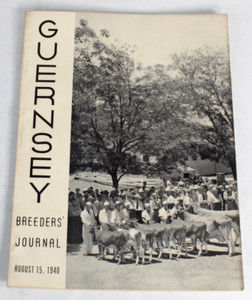 GUERNSEY
BREEDERS'
JOURNAL
AUGUST 15, 1940